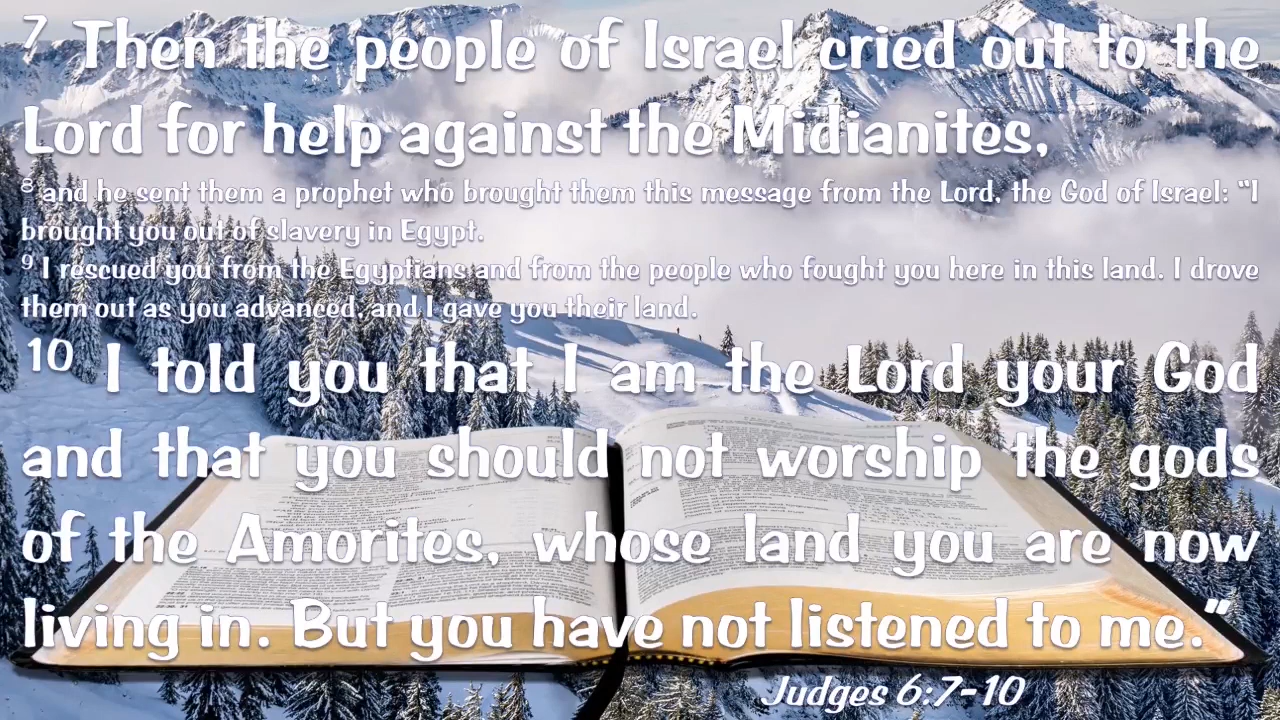 7 Then the people of Israel cried out to the
Lord for help against the Midianites,
8 and he sent them a prophet who brought them this message from the Lord, the God of Israel: “I
brought you out of slavery in Egypt.
9 I rescued you from the Egyptians and from the people who fought you here in this land. I drove
them out as you advanced, and I gave you their land.
10 I told you that I am the Lord your God
and that you should not worship the gods
of the Amorites, whose land you are now
living in. But you have not listened to me.”
Judges 6:7-10